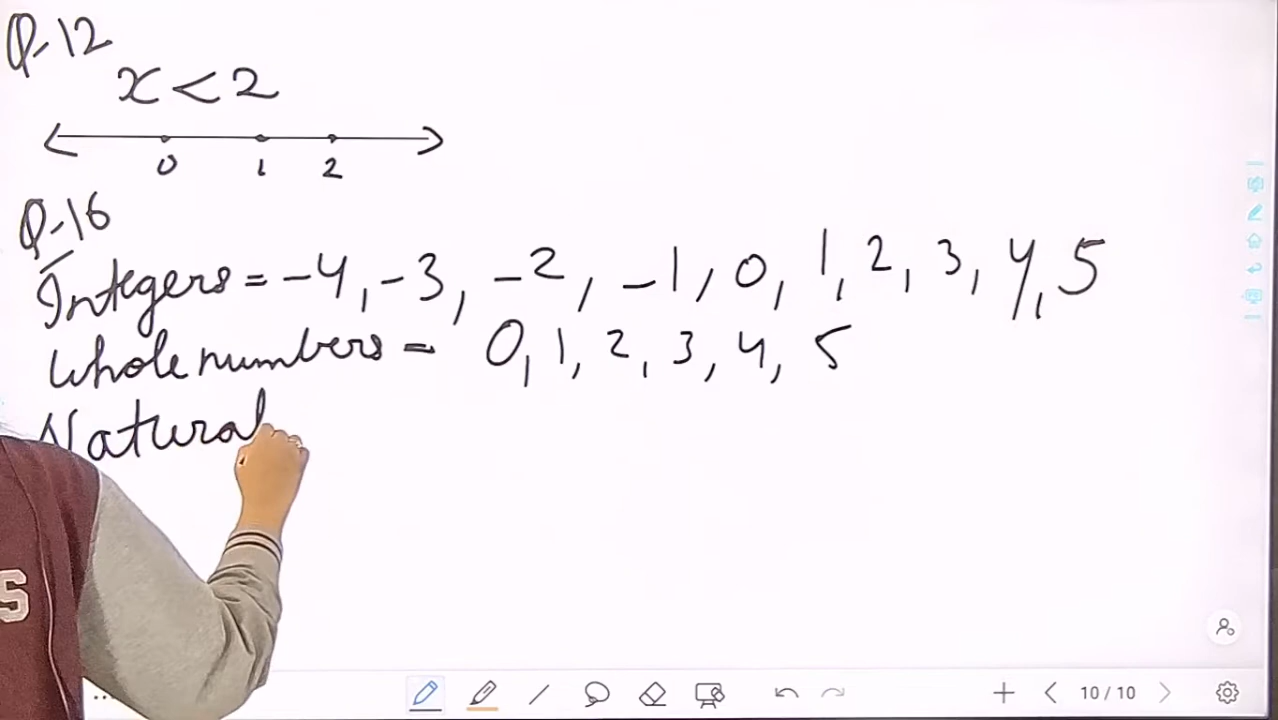 Q-12
x < 2
0 1 2
Q-16
Integers = -4, -3, -2, -1, 0, 1, 2, 3, 4, 5
Whole numbers = 0, 1, 2, 3, 4, 5
Natural
S
10 / 10